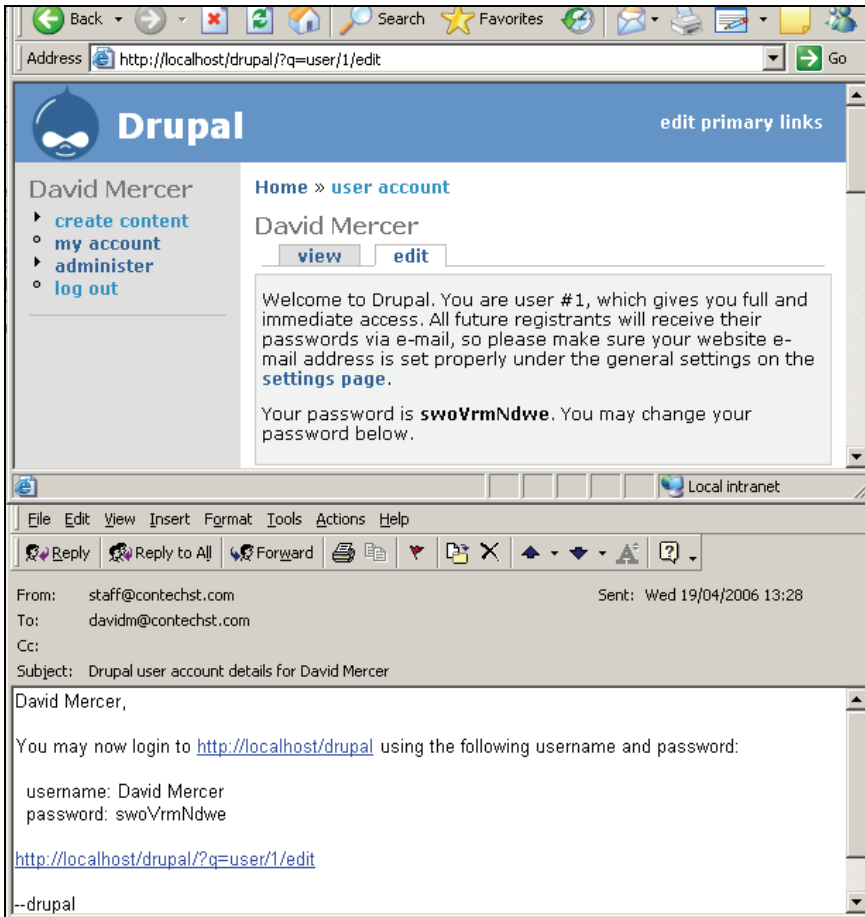 Back Search Favorites
Address http://localhost/drupal/?q=user/1/edit Go
Drupal edit primary links
David Mercer
create content
my account
administer
log out
Home » user account
David Mercer
view edit
Welcome to Drupal. You are user #1, which gives you full and
immediate access. All future registrants will receive their
passwords via e-mail, so please make sure your website e-
mail address is set properly under the general settings on the
settings page.
Your password is swoVrmNdwe. You may change your
password below.
Local intranet
File Edit View Insert Format Tools Actions Help
Reply Reply to All Forward
From: staff@contechst.com Sent: Wed 19/04/2006 13:28
To: davidm@contechst.com
Cc:
Subject: Drupal user account details for David Mercer
David Mercer,
You may now login to http://localhost/drupal using the following username and password:
username: David Mercer
password: swoVrmNdwe
http://localhost/drupal/?q=user/1/edit
--drupal